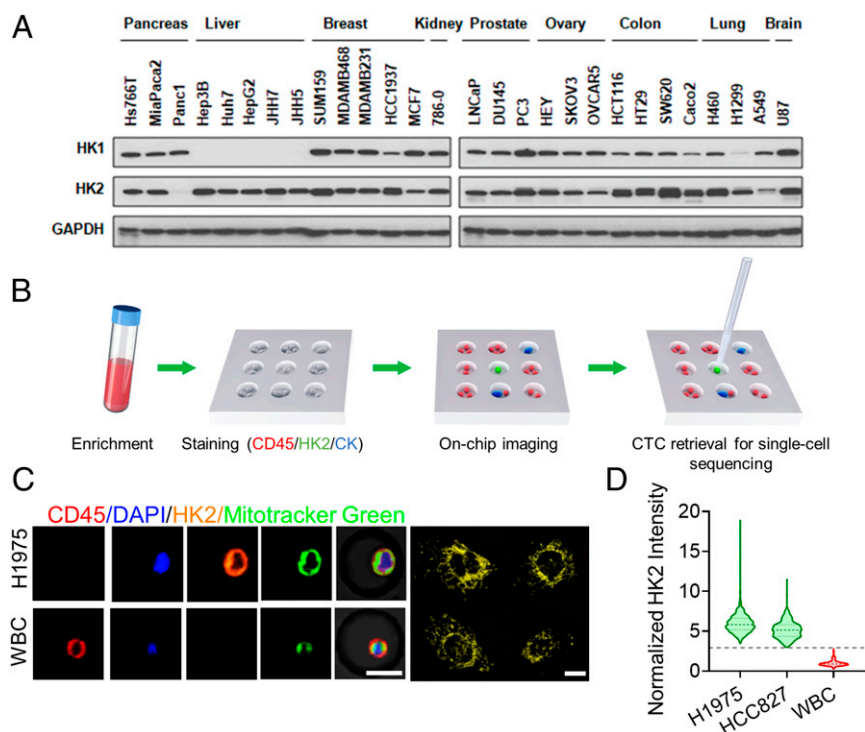 A
Pancreas Liver Breast Kidney Prostate Ovary Colon Lung Brain
Hs766T MiaPaca2 Panc1 Hep3B Huh7 HepG2 JHH7 JHH5 SUM159 MDAMB468 MDAMB231 HCC1937 MCF7 786-0 LNCaP DU145 PC3 HEY SKOV3 OVCAR5 HCT116 HT29 SW620 Caco2 H460 H1299 A549 U87
HK1
HK2
GAPDH
B
Enrichment Staining (CD45/HK2/CK) On-chip imaging CTC retrieval for single-cell
sequencing
C
CD45/DAPI/HK2/Mitotracker Green
H1975
WBC
D
Normalized HK2 Intensity
20
15
10
5
0
H1975 HCC827 WBC